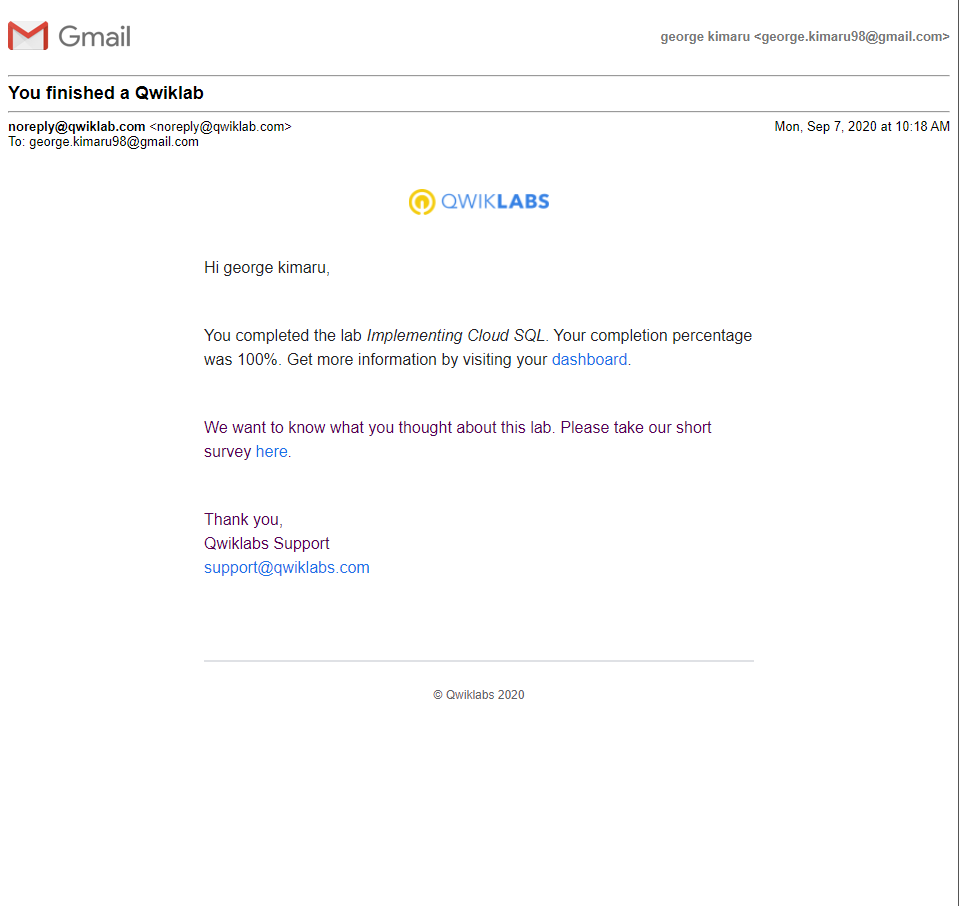 Gmail
george kimaru <george.kimaru98@gmail.com>
You finished a Qwiklab
noreply@qwiklab.com <noreply@qwiklab.com>
Mon, Sep 7, 2020 at 10:18 AM
To: george.kimaru98@gmail.com
QWIKLABS
Hi george kimaru,
You completed the lab Implementing Cloud SQL. Your completion percentage
was 100%. Get more information by visiting your dashboard.
We want to know what you thought about this lab. Please take our short
survey here.
Thank you,
Qwiklabs Support
support@qwiklabs.com
© Qwiklabs 2020